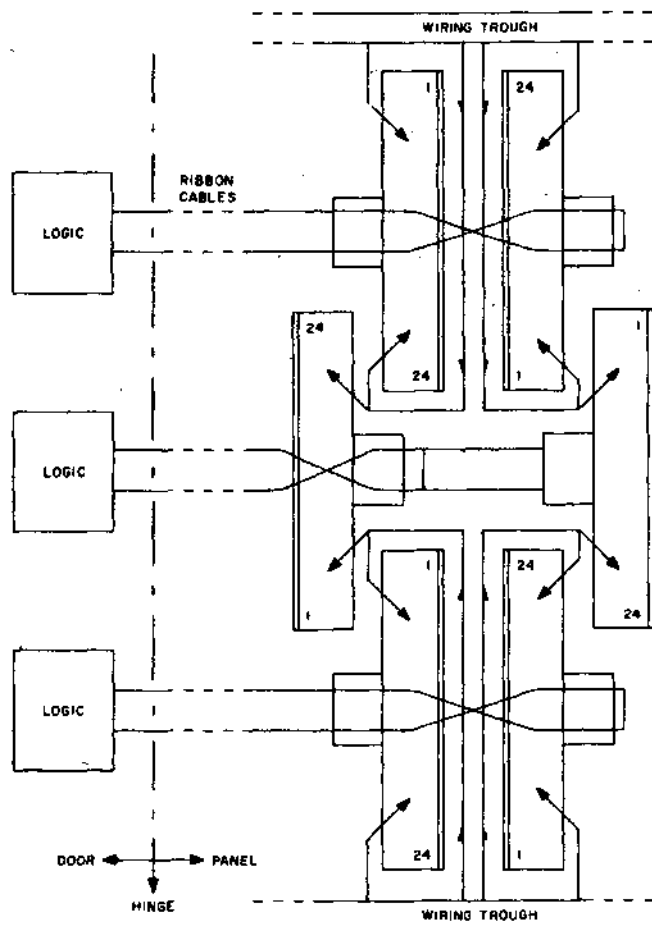 WIRING TROUGH
1
24
RIBBON
CABLES
LOGIC
24
1
24
1
LOGIC
1
24
1
24
LOGIC
24
1
DOOR
PANEL
HINGE
WIRING TROUGH